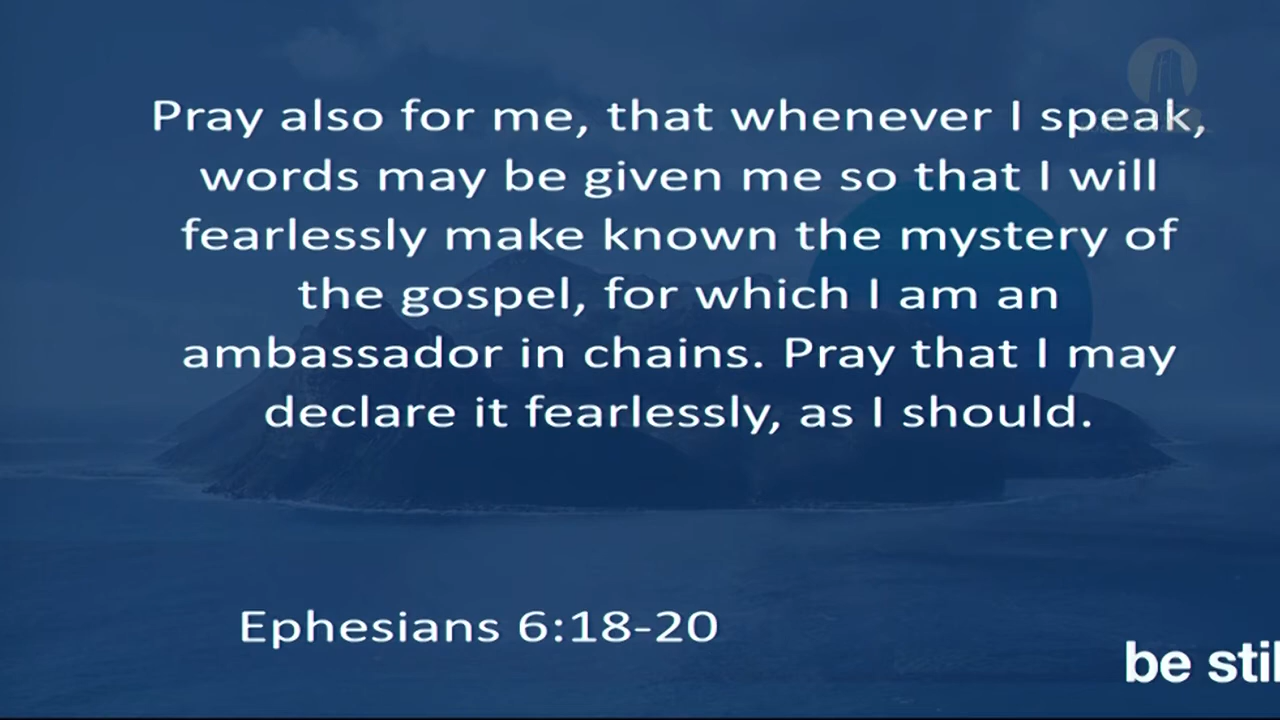 Pray also for me, that whenever I speak,
words may be given me so that I will
fearlessly make known the mystery of
the gospel, for which I am an
ambassador in chains. Pray that I may
declare it fearlessly, as I should.
Ephesians 6:18-20
be stil